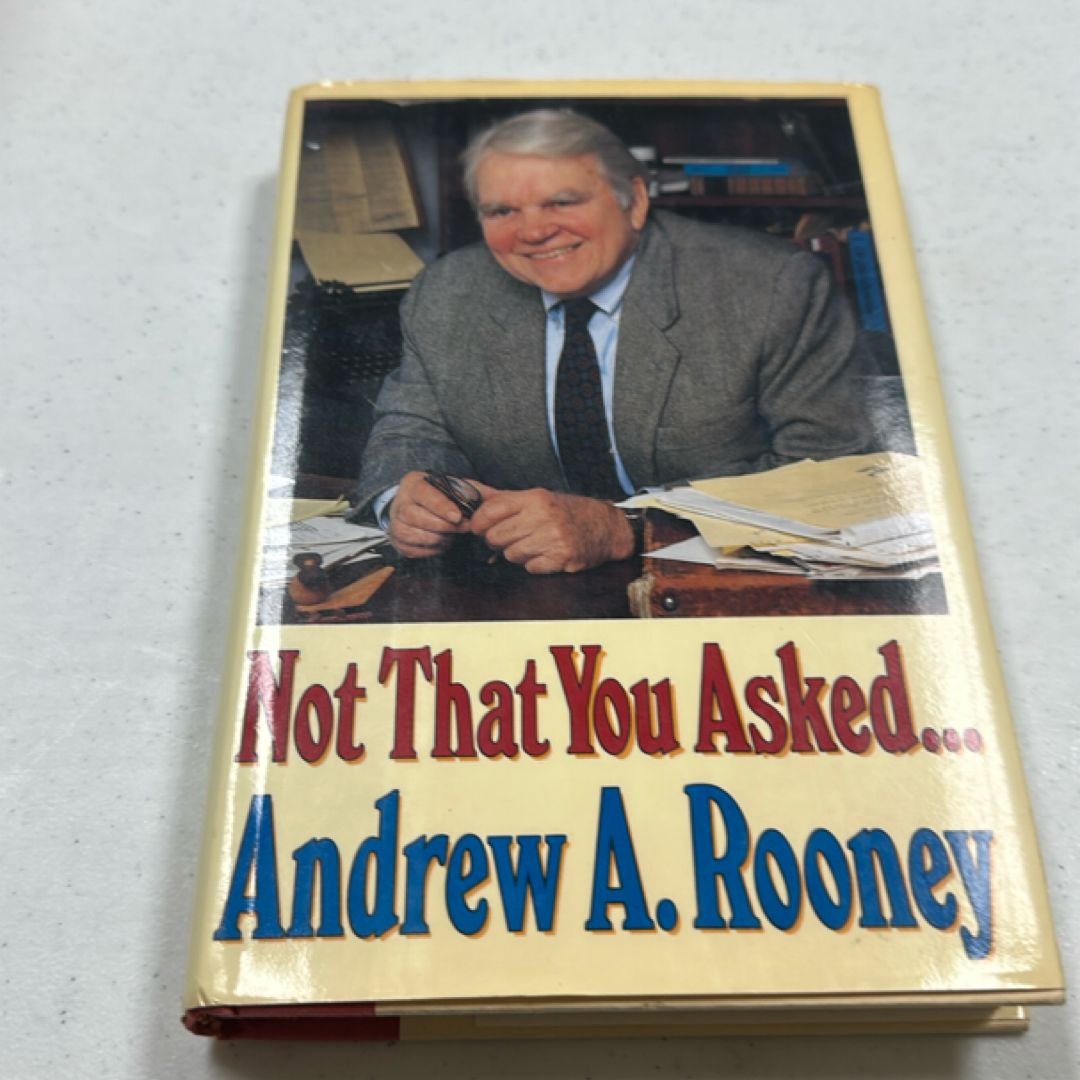 Not That You Asked...
Andrew A. Rooney